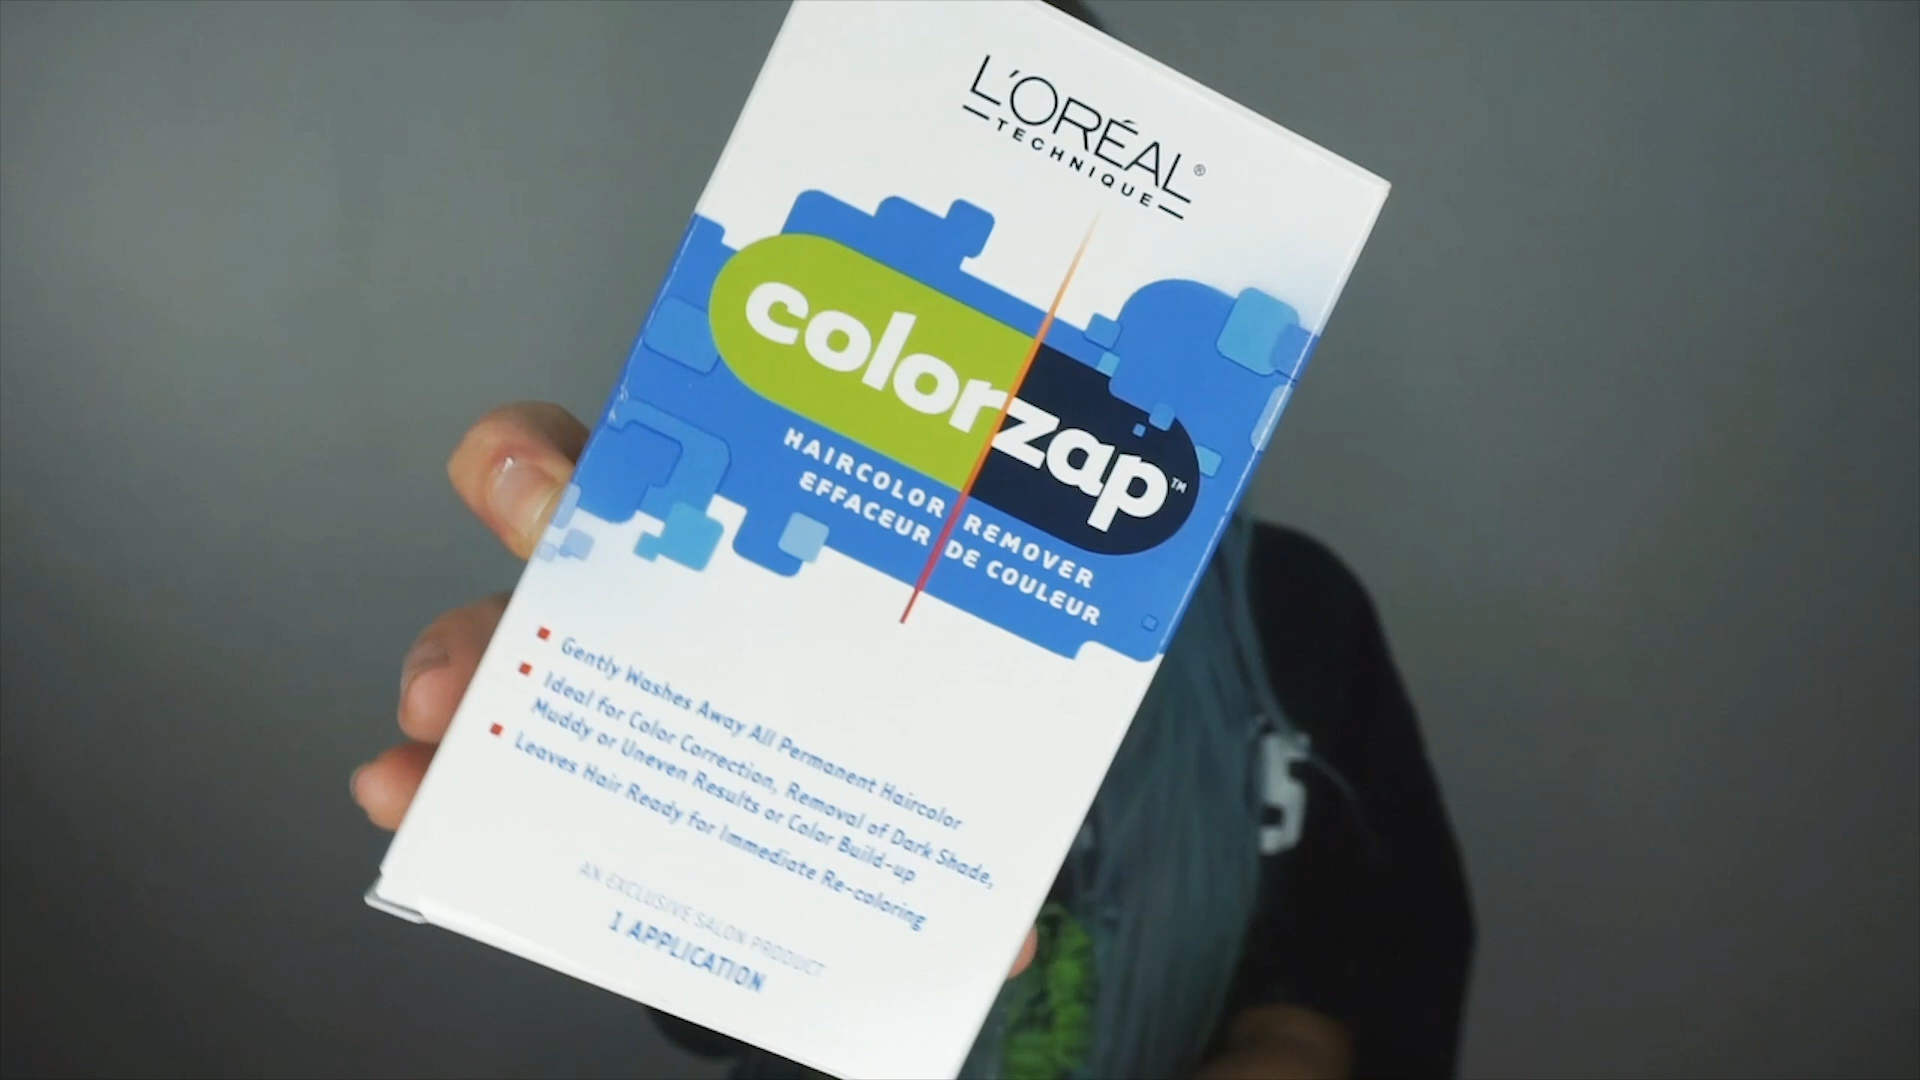 L'ORÉAL®
TECHNIQUE
colorzap™
HAIRCOLOR REMOVER
EFFACEUR DE COULEUR
Gently Washes Away All Permanent Haircolor
Ideal for Color Correction, Removal of Dark Shade,
Muddy or Uneven Results or Color Build-up
Leaves Hair Ready for Immediate Re-coloring
AN EXCLUSIVE SALON PRODUCT
1 APPLICATION